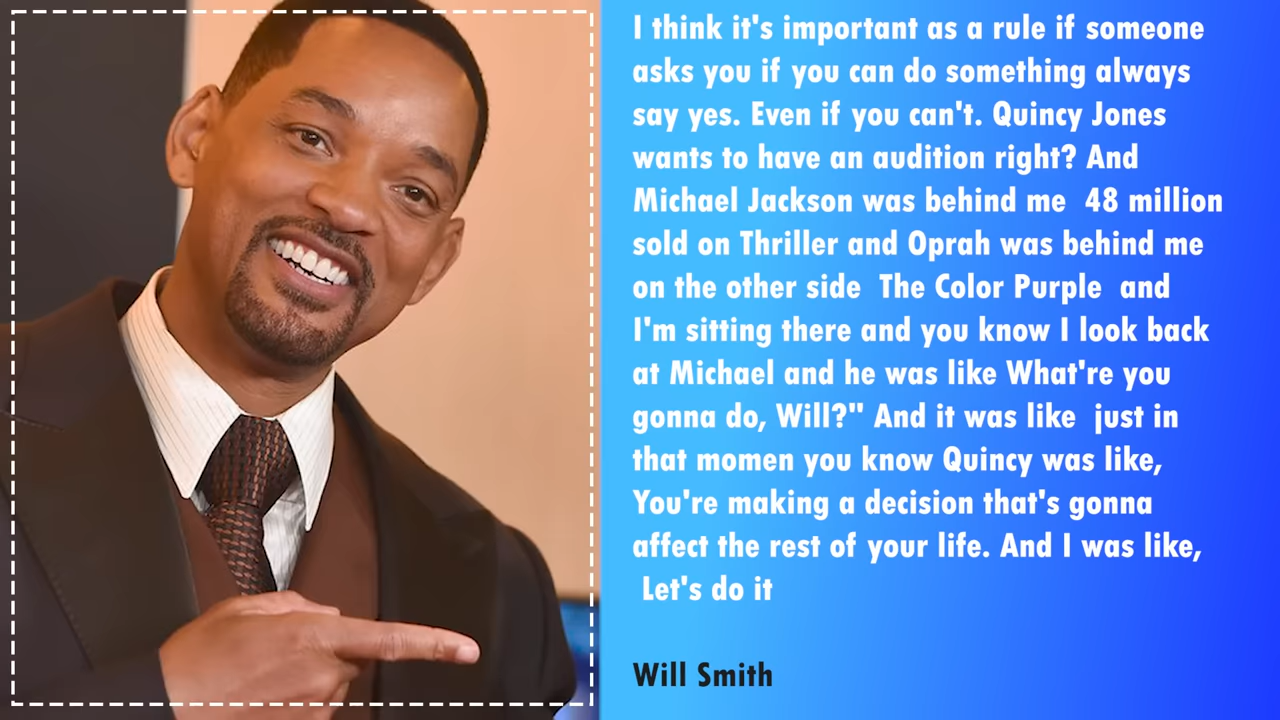 I think it's important as a rule if someone
asks you if you can do something always
say yes. Even if you can't. Quincy Jones
wants to have an audition right? And
Michael Jackson was behind me  48 million
sold on Thriller and Oprah was behind me
on the other side  The Color Purple  and
I'm sitting there and you know I look back
at Michael and he was like What're you
gonna do, Will?" And it was like  just in
that momen you know Quincy was like,
You're making a decision that's gonna
affect the rest of your life. And I was like,
Let's do it
Will Smith